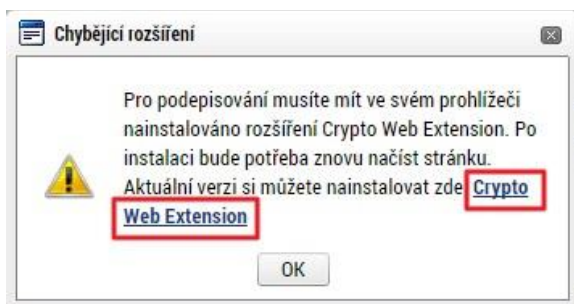 Chybějící rozšíření
Pro podepisování musíte mít ve svém prohlížeči
nainstalováno rozšíření Crypto Web Extension. Po
instalaci bude potřeba znovu načíst stránku.
Aktuální verzi si můžete nainstalovat zde Crypto
Web Extension
OK